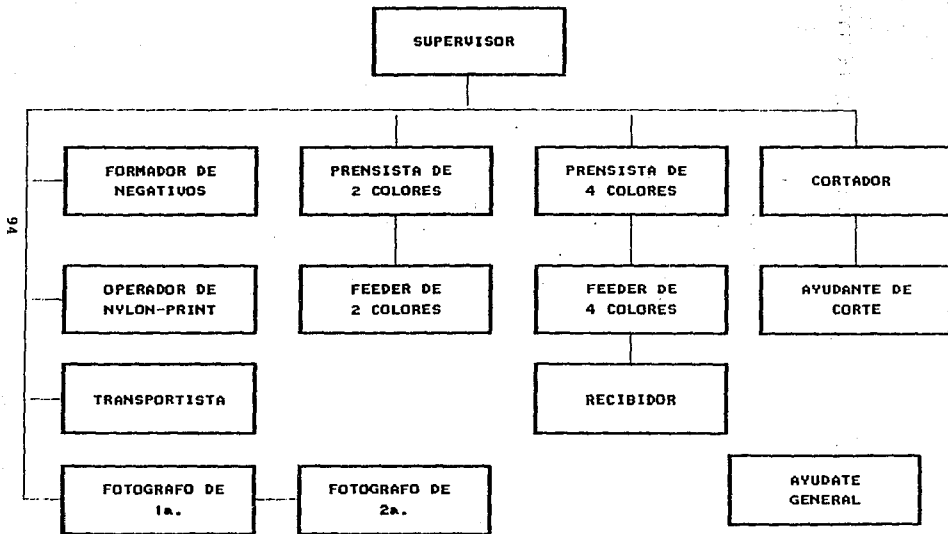 SUPERVISOR
FORMADOR DE
NEGATIVOS
PRENSISTA DE
2 COLORES
PRENSISTA DE
4 COLORES
CORTADOR
94
OPERADOR DE
NYLON-PRINT
FEEDER DE
2 COLORES
FEEDER DE
4 COLORES
AYUDANTE DE
CORTE
TRANSPORTISTA
RECIBIDOR
FOTOGRAFO DE
1a.
FOTOGRAFO DE
2a.
AYUDATE
GENERAL